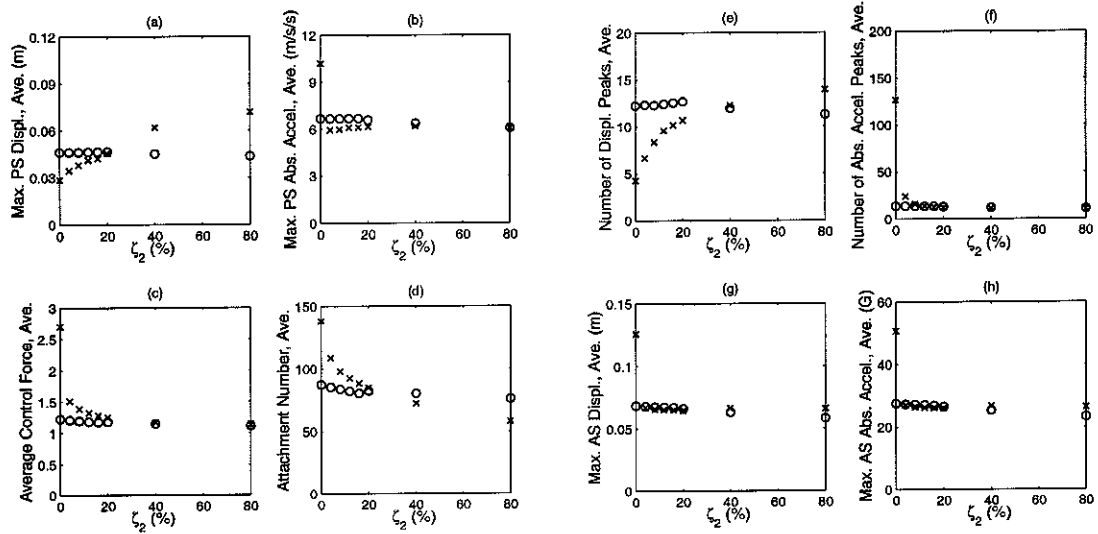 (a)
Max. PS Displ., Ave. (m)
0.12
0.09
0.06
0.03
0
0 20 40 60 80
ζ2 (%)
(b)
Max. PS Abs. Accel., Ave. (m/s/s)
12
9
6
3
0
0 20 40 60 80
ζ2 (%)
(e)
Number of Displ. Peaks, Ave.
20
15
10
5
0
0 20 40 60 80
ζ2 (%)
(f)
Number of Abs. Accel. Peaks, Ave.
200
150
100
50
0
0 20 40 60 80
ζ2 (%)
(c)
Average Control Force, Ave.
3
2.5
2
1.5
1
0.5
0
0 20 40 60 80
ζ2 (%)
(d)
Attachment Number, Ave.
150
100
50
0
0 20 40 60 80
ζ2 (%)
(g)
Max. AS Displ., Ave. (m)
0.15
0.1
0.05
0
0 20 40 60 80
ζ2 (%)
(h)
Max. AS Abs. Accel., Ave. (G)
60
40
20
0
0 20 40 60 80
ζ2 (%)